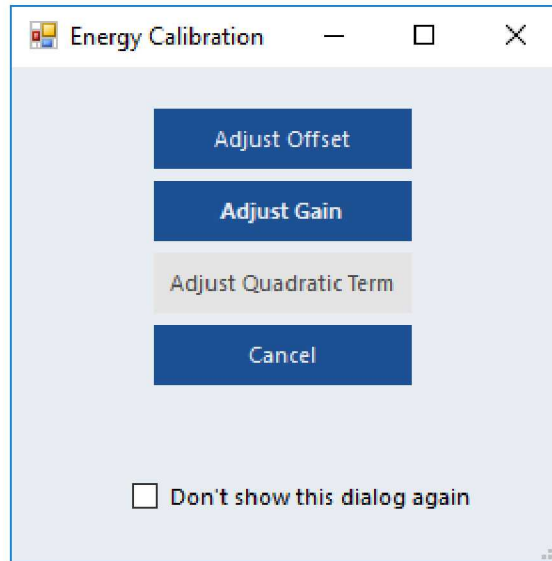 Energy Calibration
Adjust Offset
Adjust Gain
Adjust Quadratic Term
Cancel
Don't show this dialog again